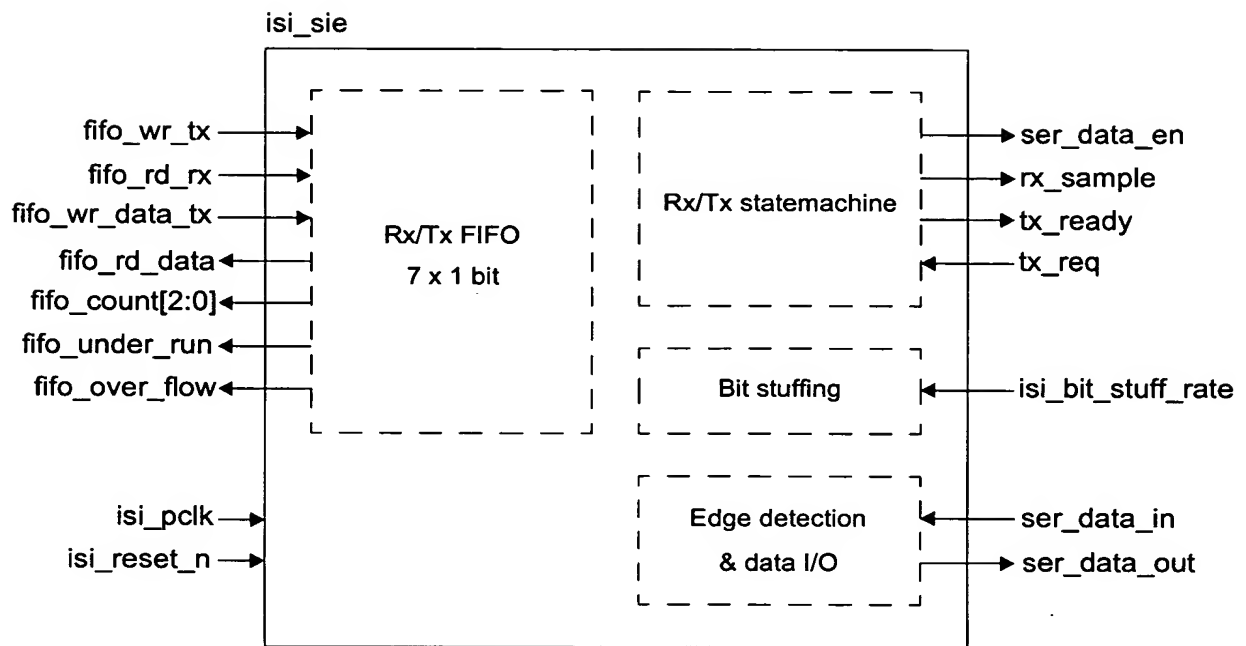 isi_sie
fifo_wr_tx
fifo_rd_rx
fifo_wr_data_tx
fifo_rd_data
fifo_count[2:0]
fifo_under_run
fifo_over_flow
isi_pclk
isi_reset_n
Rx/Tx FIFO
7 x 1 bit
Rx/Tx statemachine
Bit stuffing
Edge detection
& data I/O
ser_data_en
rx_sample
tx_ready
tx_req
isi_bit_stuff_rate
ser_data_in
ser_data_out